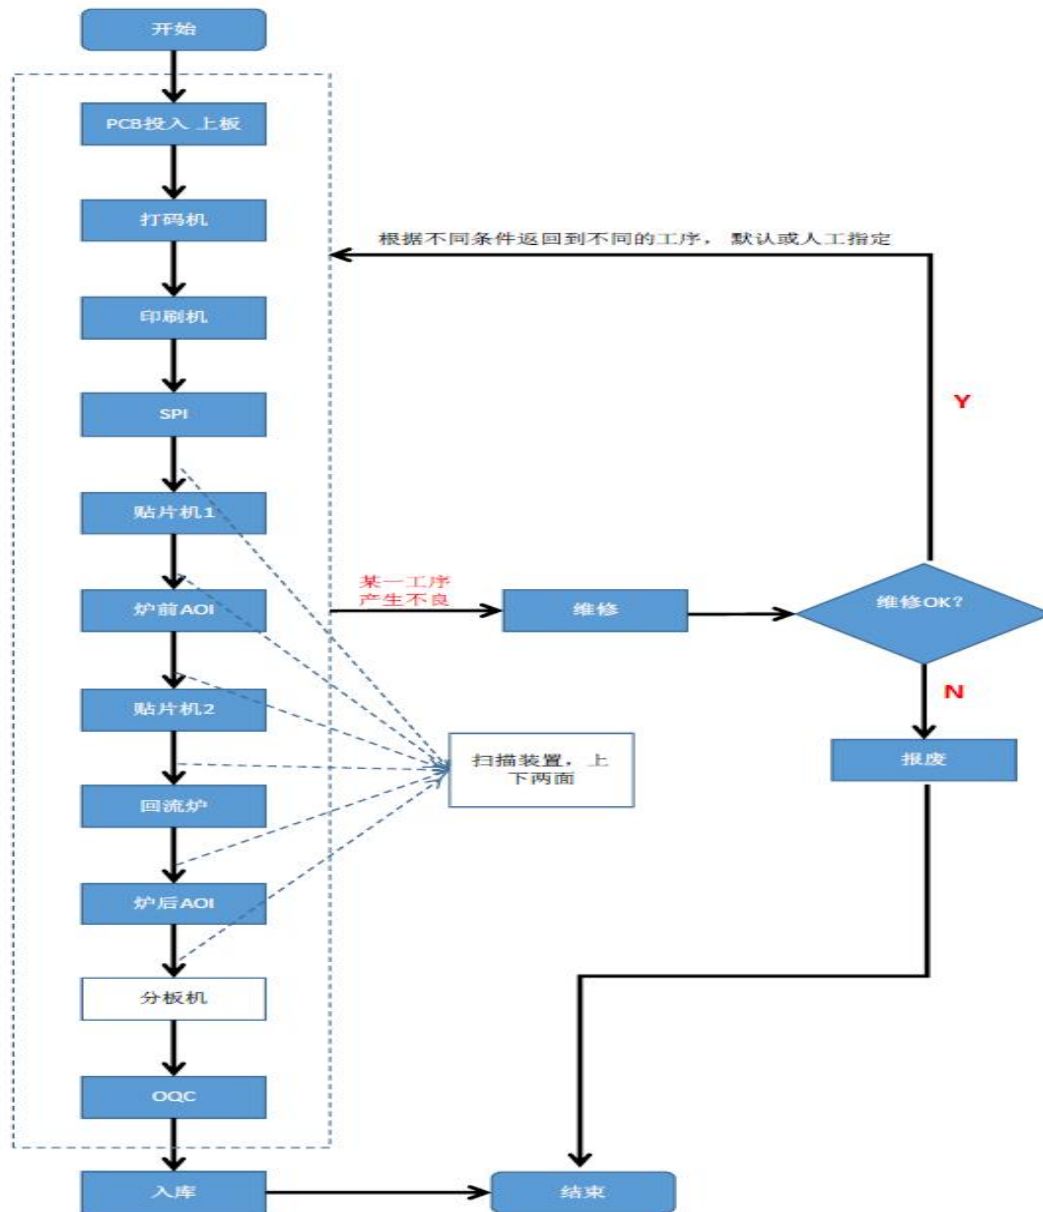 开始
PCB投入 上板
打码机
根据不同条件返回到不同的工序， 默认或人工指定
印刷机
Y
SPI
贴片机1
某一工序
产生不良
炉前AOI
维修
维修OK？
N
贴片机2
扫描装置，上
下两面
报废
回流炉
炉后AOI
分板机
OQC
入库
结束